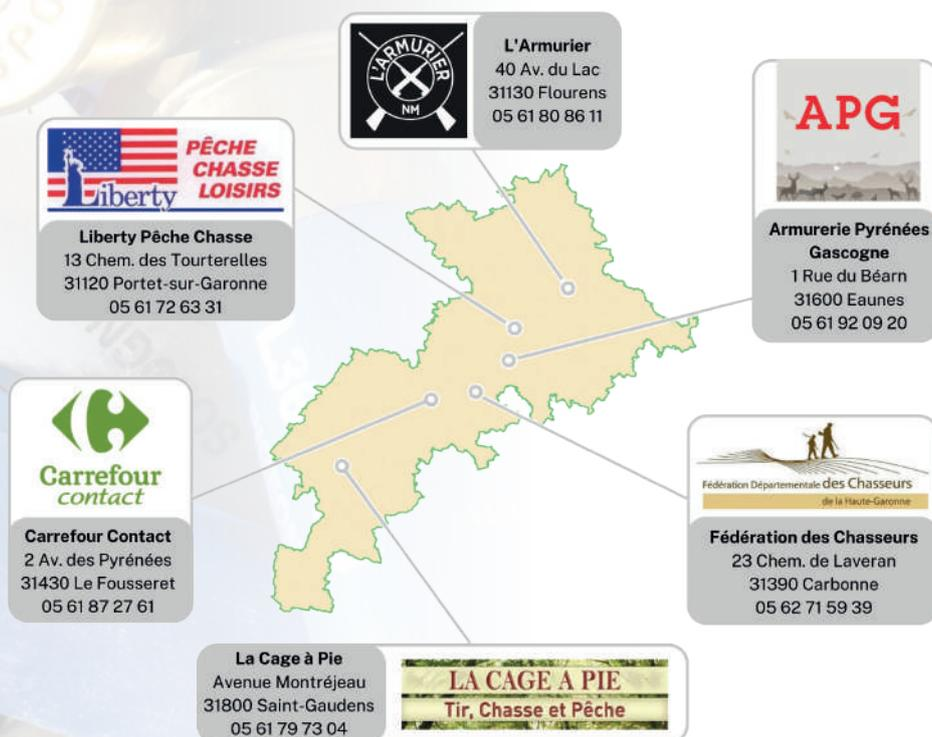 L'ARMURIER
NM
L'Armurier
40 Av. du Lac
31130 Flourens
05 61 80 86 11
PÊCHE
CHASSE
LOISIRS
Liberty
Liberty Pêche Chasse
13 Chem. des Tourterelles
31120 Portet-sur-Garonne
05 61 72 63 31
APG
Armurerie Pyrénées
Gascogne
1 Rue du Béarn
31600 Eaunes
05 61 92 09 20
Carrefour
contact
Carrefour Contact
2 Av. des Pyrénées
31430 Le Fousseret
05 61 87 27 61
Fédération Départementale des Chasseurs
de la Haute-Garonne
Fédération des Chasseurs
23 Chem. de Laveran
31390 Carbonne
05 62 71 59 39
La Cage à Pie
Avenue Montréjeau
31800 Saint-Gaudens
05 61 79 73 04
LA CAGE A PIE
Tir, Chasse et Pêche